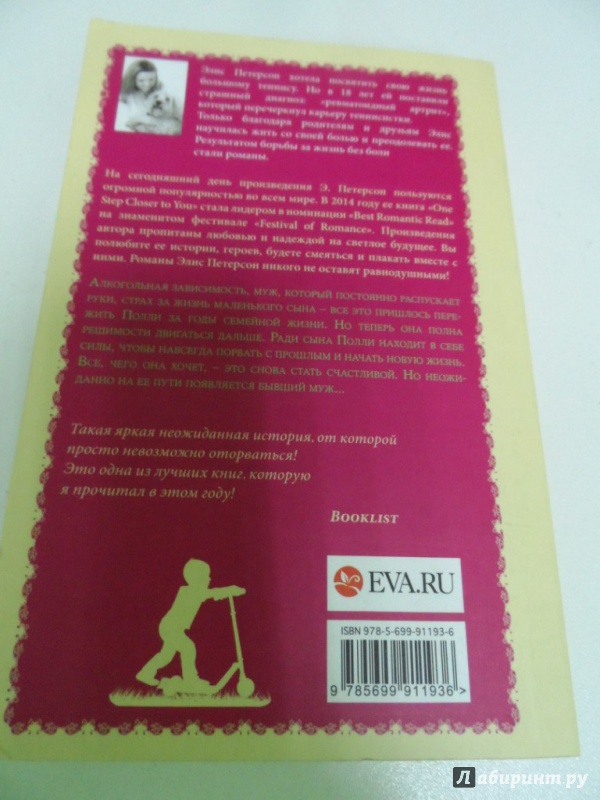 Элис Петерсон хотела посвятить свою жизнь
большому теннису. Но в 18 лет ей поставили
страшный диагноз: «ревматоидный артрит»,
который перечеркнул карьеру теннисистки.
Только благодаря родителям и друзьям Элис
научилась жить со своей болью и преодолевать ее.
Результатом борьбы за жизнь без боли
стали романы.
На сегодняшний день произведения Э. Петерсон пользуются
огромной популярностью во всем мире. В 2014 году ее книга «One
Step Closer to You» стала лидером в номинации «Best Romantic Read»
на знаменитом фестивале «Festival of Romance». Произведения
автора пропитаны любовью и надеждой на светлое будущее. Вы
полюбите ее истории, героев, будете смеяться и плакать вместе с
ними. Романы Элис Петерсон никого не оставят равнодушными!
Алкогольная зависимость, муж, который постоянно распускает
руки, страх за жизнь маленького сына – все это пришлось пере-
жить Полли за годы семейной жизни. Но теперь она полна
решимости двигаться дальше. Ради сына Полли находит в себе
силы, чтобы навсегда порвать с прошлым и начать новую жизнь.
Все, чего она хочет, – это снова стать счастливой. Но неожи-
данно на ее пути появляется бывший муж...
Такая яркая неожиданная история, от которой
просто невозможно оторваться!
Это одна из лучших книг, которую
я прочитал в этом году!
Booklist
EVA.RU
ISBN 978-5-699-91193-6
9 785699 911936 >
Лабиринт.ру